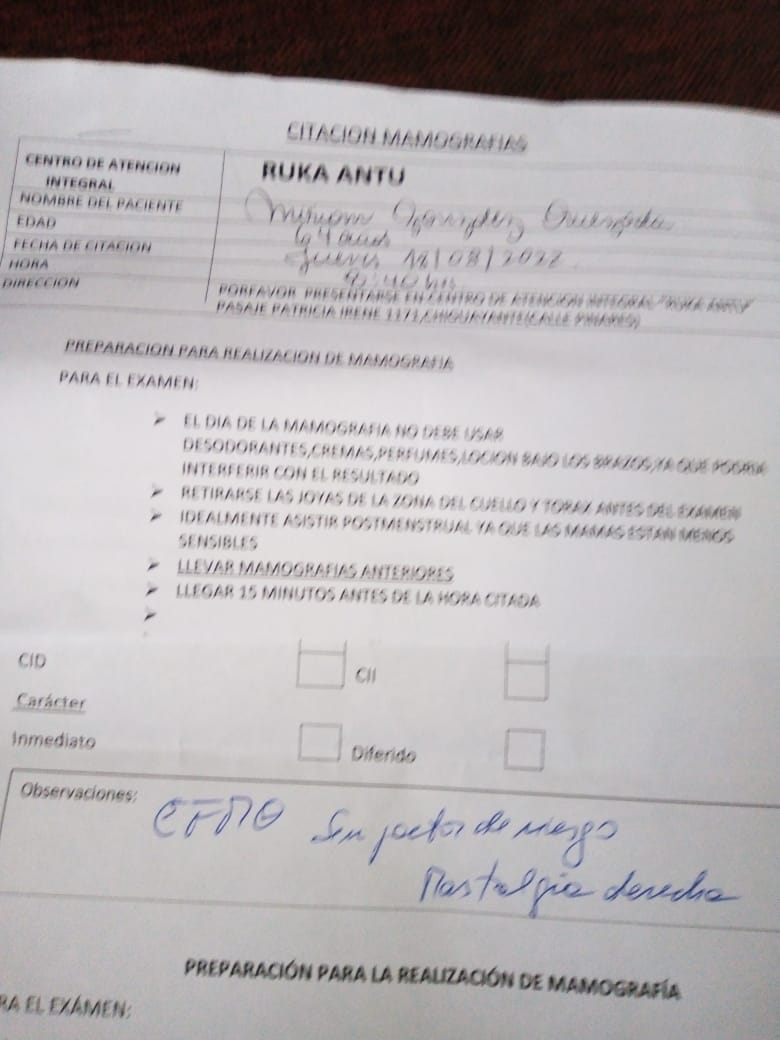 CITACION MAMOGRAFIAS
CENTRO DE ATENCION INTEGRAL
RUKA ANTU
NOMBRE DEL PACIENTE
Miriam González Quezada
EDAD
64 años
FECHA DE CITACION
Jueves /08/2022
HORA
:40 hrs
DIRECCION
PORFAVOR PRESENTARSE EN CENTRO DE ATENCION INTEGRAL "RUKA ANTU"
PASAJE PATRICIA IRENE 1171,CHIGUAYANTE(CALLE PINARES)
PREPARACION PARA REALIZACION DE MAMOGRAFIA
PARA EL EXAMEN:
➢ EL DIA DE LA MAMOGRAFIA NO DEBE USAR
DESODORANTES,CREMAS,PERFUMES,LOCION BAJO LOS BRAZOS,YA QUE PODRIA
INTERFERIR CON EL RESULTADO
➢ RETIRARSE LAS JOYAS DE LA ZONA DEL CUELLO Y TORAX ANTES DEL EXAMEN
➢ IDEALMENTE ASISTIR POSTMENSTRUAL YA QUE LAS MAMAS ESTAN MENOS
SENSIBLES
➢ LLEVAR MAMOGRAFIAS ANTERIORES
➢ LLEGAR 15 MINUTOS ANTES DE LA HORA CITADA
➢
CID CII
Carácter
Inmediato Diferido
Observaciones: Sin factor de riesgo
Mastalgia derecha
PREPARACIÓN PARA LA REALIZACIÓN DE MAMOGRAFÍA
RA EL EXÁMEN: